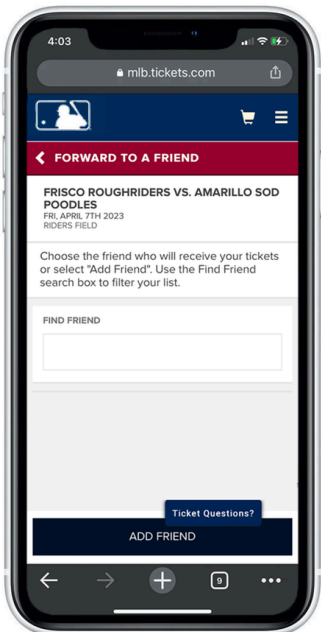 4:03
mlb.tickets.com
FORWARD TO A FRIEND
FRISCO ROUGHRIDERS VS. AMARILLO SOD
POODLES
FRI, APRIL 7TH 2023
RIDERS FIELD
Choose the friend who will receive your tickets
or select "Add Friend". Use the Find Friend
search box to filter your list.
FIND FRIEND
Ticket Questions?
ADD FRIEND
9